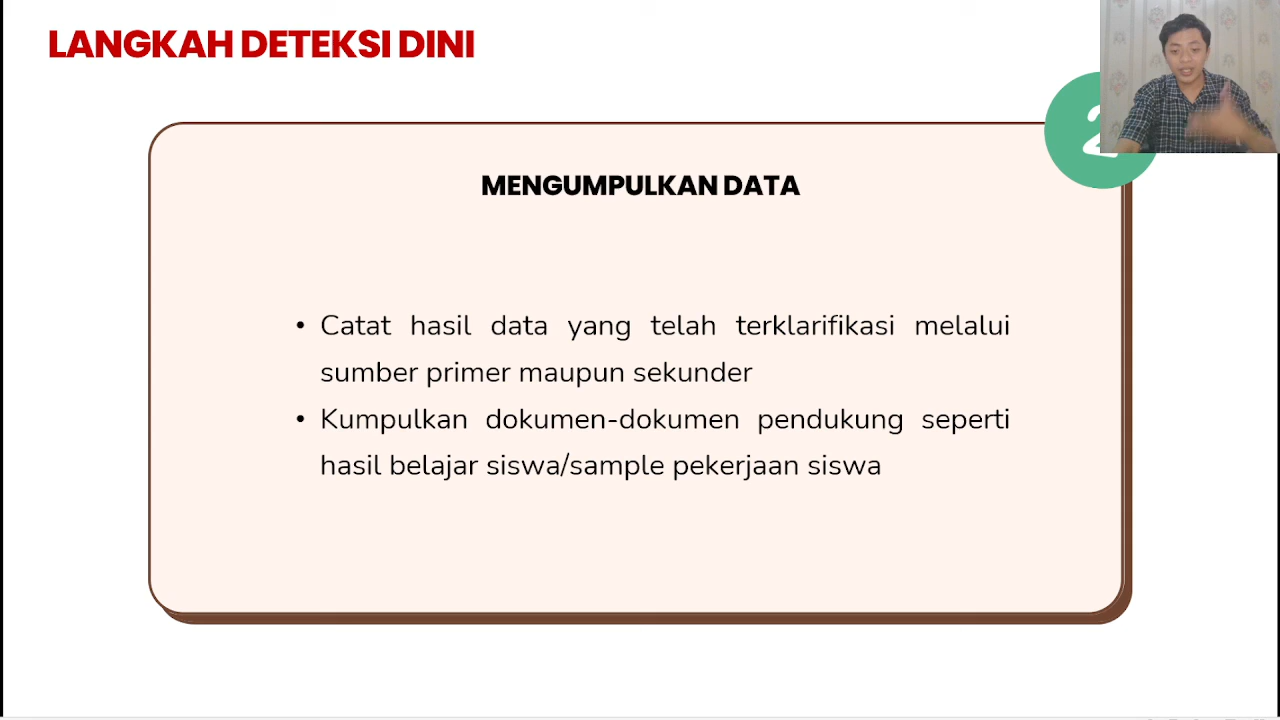 LANGKAH DETEKSI DINI
2
MENGUMPULKAN DATA
• Catat hasil data yang telah terklarifikasi melalui
sumber primer maupun sekunder
• Kumpulkan dokumen-dokumen pendukung seperti
hasil belajar siswa/sample pekerjaan siswa